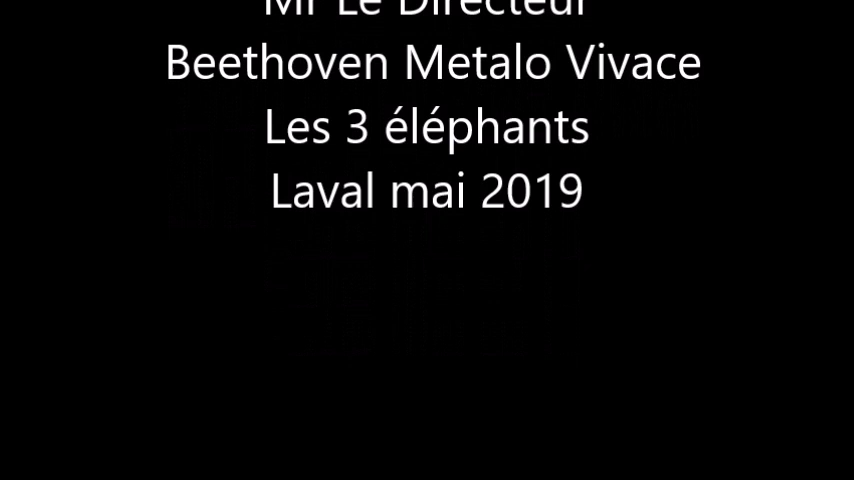 Mr Le Directeur
Beethoven Metalo Vivace
Les 3 éléphants
Laval mai 2019